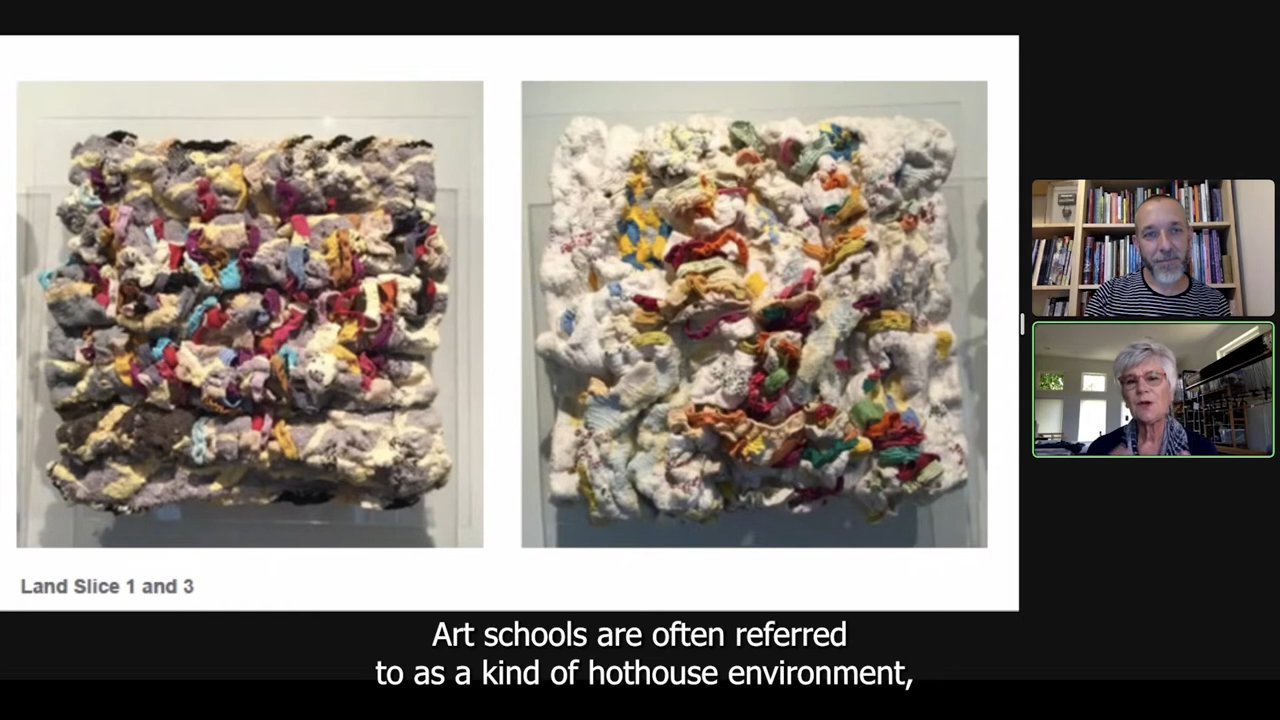 Land Slice 1 and 3
Art schools are often referred
to as a kind of hothouse environment,